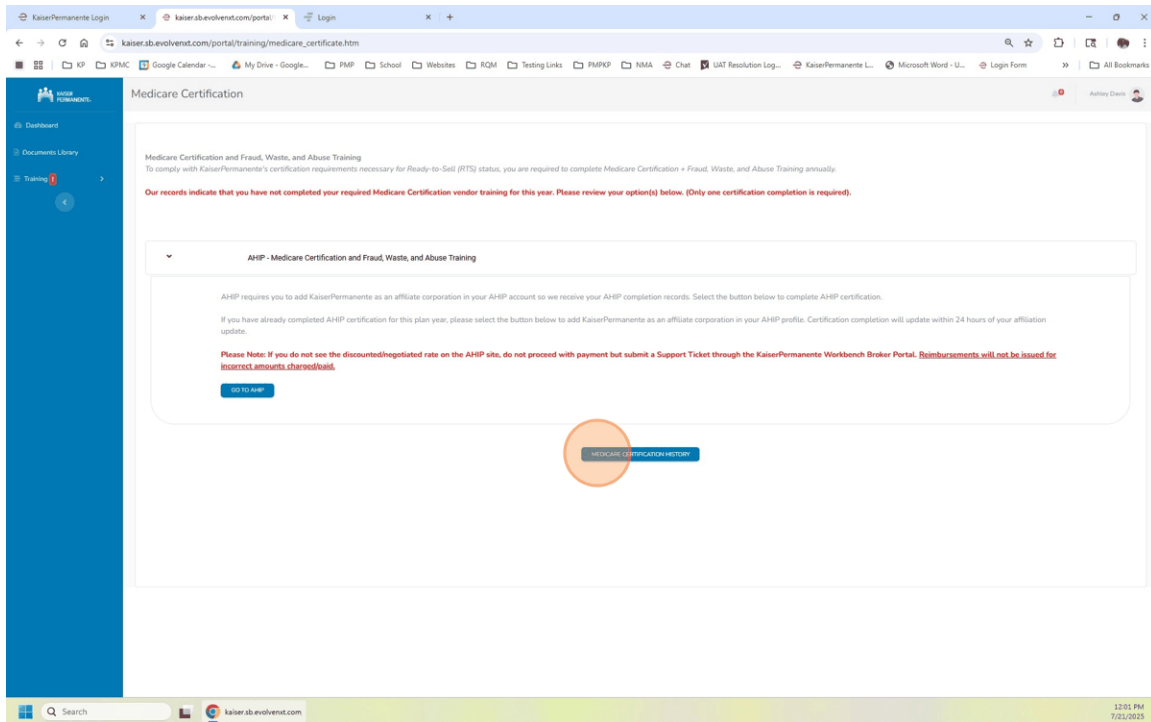 KaiserPermanente Login
kaiser.sb.evolvenxt.com/portal/
Login
kaiser.sb.evolvenxt.com/portal/training/medicare_certificate.htm
KP
KPMC
Google Calendar -...
My Drive - Google...
PMP
School
Websites
RQM
Testing Links
PMPKP
NMA
Chat
UAT Resolution Log...
KaiserPermanente L...
Microsoft Word - U...
Login Form
All Bookmarks
KAISER
PERMANENTE®
Medicare Certification
Ashley Davis
Dashboard
Documents Library
Training
Medicare Certification and Fraud, Waste, and Abuse Training
To comply with KaiserPermanente's certification requirements necessary for Ready-to-Sell (RTS) status, you are required to complete Medicare Certification + Fraud, Waste, and Abuse Training annually.
Our records indicate that you have not completed your required Medicare Certification vendor training for this year. Please review your option(s) below. (Only one certification completion is required).
AHIP - Medicare Certification and Fraud, Waste, and Abuse Training
AHIP requires you to add KaiserPermanente as an affiliate corporation in your AHIP account so we receive your AHIP completion records. Select the button below to complete AHIP certification.
If you have already completed AHIP certification for this plan year, please select the button below to add KaiserPermanente as an affiliate corporation in your AHIP profile. Certification completion will update within 24 hours of your affiliation
update.
Please Note: If you do not see the discounted/negotiated rate on the AHIP site, do not proceed with payment but submit a Support Ticket through the KaiserPermanente Workbench Broker Portal. Reimbursements will not be issued for
incorrect amounts charged/paid.
GO TO AHIP
MEDICARE CERTIFICATION HISTORY
Search
kaiser.sb.evolvenxt.com
12:01 PM
7/21/2025